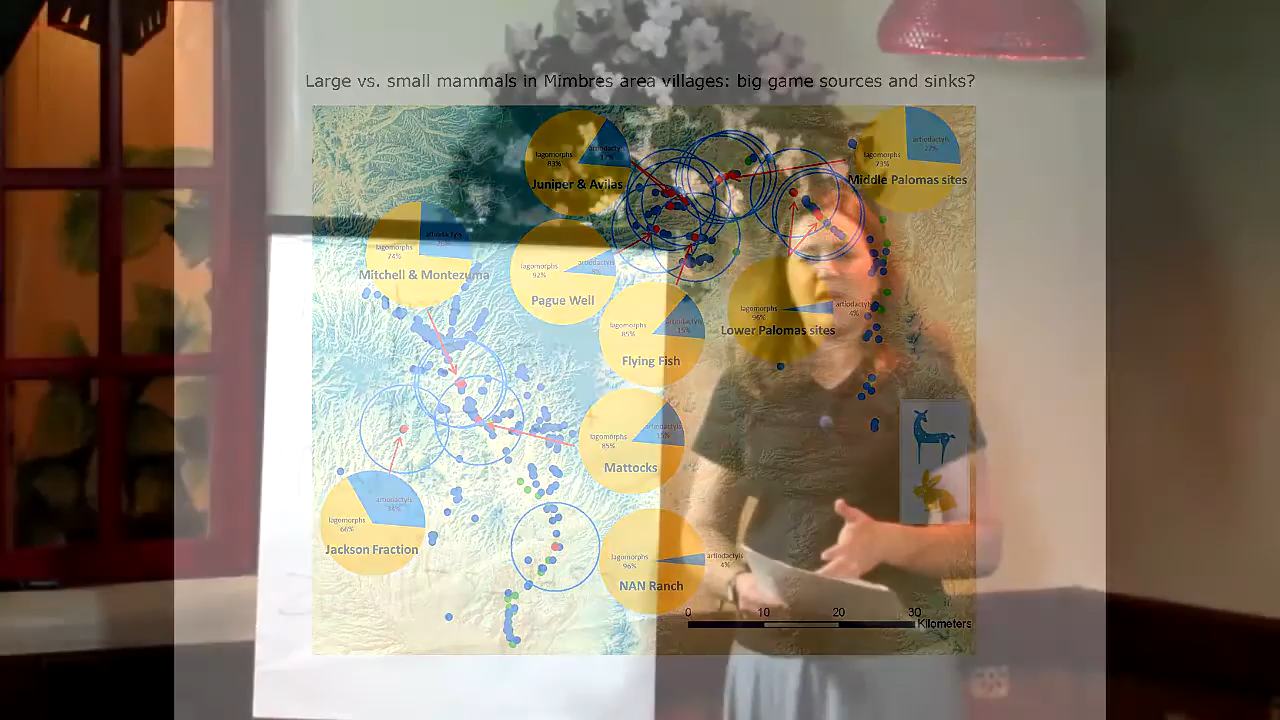 Large vs. small mammals in Mimbres area villages: big game sources and sinks?
lagomorphs
83%
artiodactyls
17%
Juniper & Avilas
lagomorphs
73%
artiodactyls
27%
Middle Palomas sites
lagomorphs
74%
artiodactyls
Mitchell & Montezuma
lagomorphs
92%
artiodactyls
8%
Pague Well
lagomorphs
85%
artiodactyls
15%
Flying Fish
lagomorphs
96%
artiodactyls
4%
Lower Palomas sites
lagomorphs
85%
artiodactyls
15%
Mattocks
lagomorphs
66%
artiodactyls
34%
Jackson Fraction
lagomorphs
96%
artiodactyls
4%
NAN Ranch
0 10 20 30
Kilometers